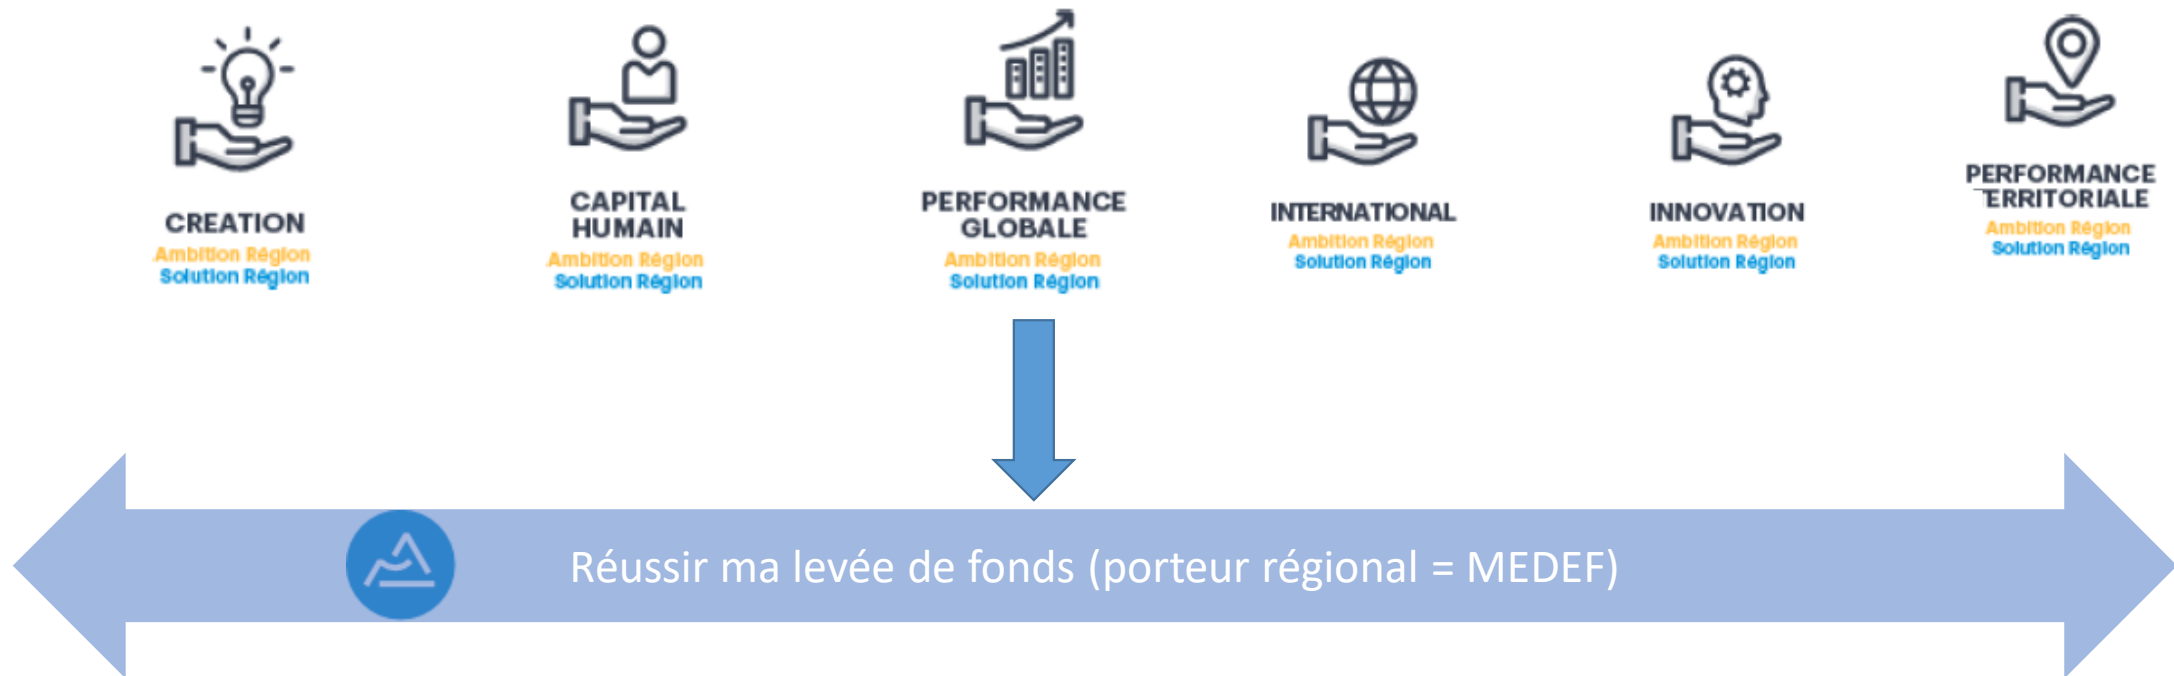 CREATION
Ambition Région
Solution Région
CAPITAL
HUMAIN
Ambition Région
Solution Région
PERFORMANCE
GLOBALE
Ambition Région
Solution Région
INTERNATIONAL
Ambition Région
Solution Région
INNOVATION
Ambition Région
Solution Région
PERFORMANCE
TERRITORIALE
Ambition Région
Solution Région
Réussir ma levée de fonds (porteur régional = MEDEF)